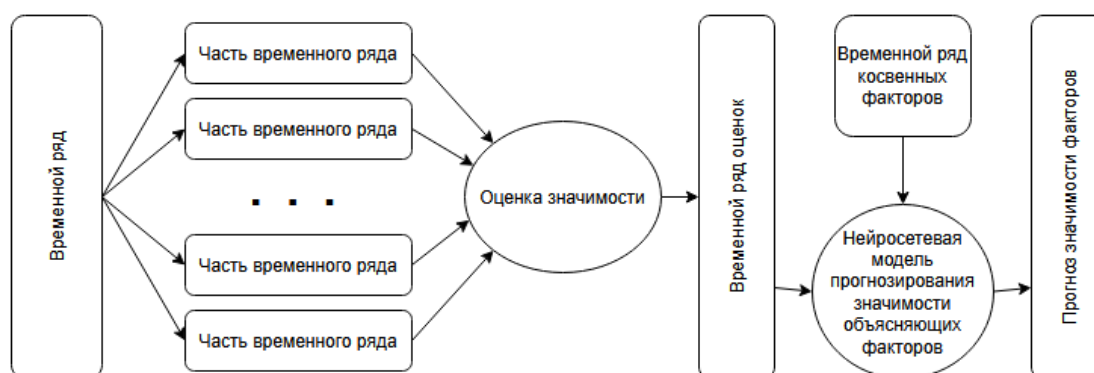 Временной ряд
Часть временного ряда
Часть временного ряда
. . .
Часть временного ряда
Часть временного ряда
Оценка значимости
Временной ряд оценок
Временной ряд
косвенных
факторов
Нейросетевая
модель
прогнозирования
значимости
объясняющих
факторов
Прогноз значимости факторов